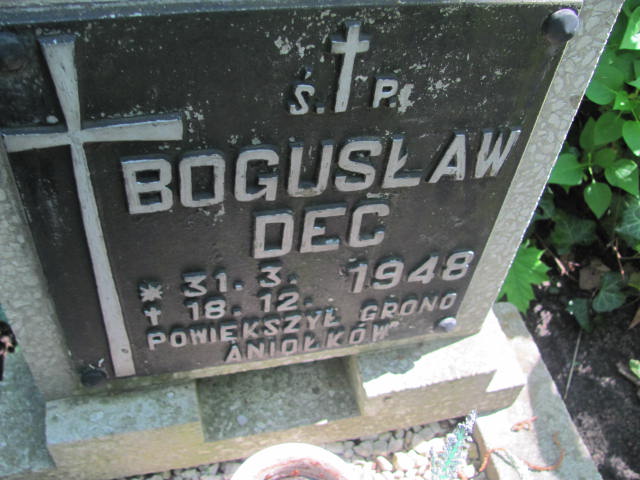 Ś. P.
BOGUSŁAW
DEC
* 31. 3. 1948
† 18. 12.
POWIĘKSZYŁ GRONO
ANIOŁKÓW